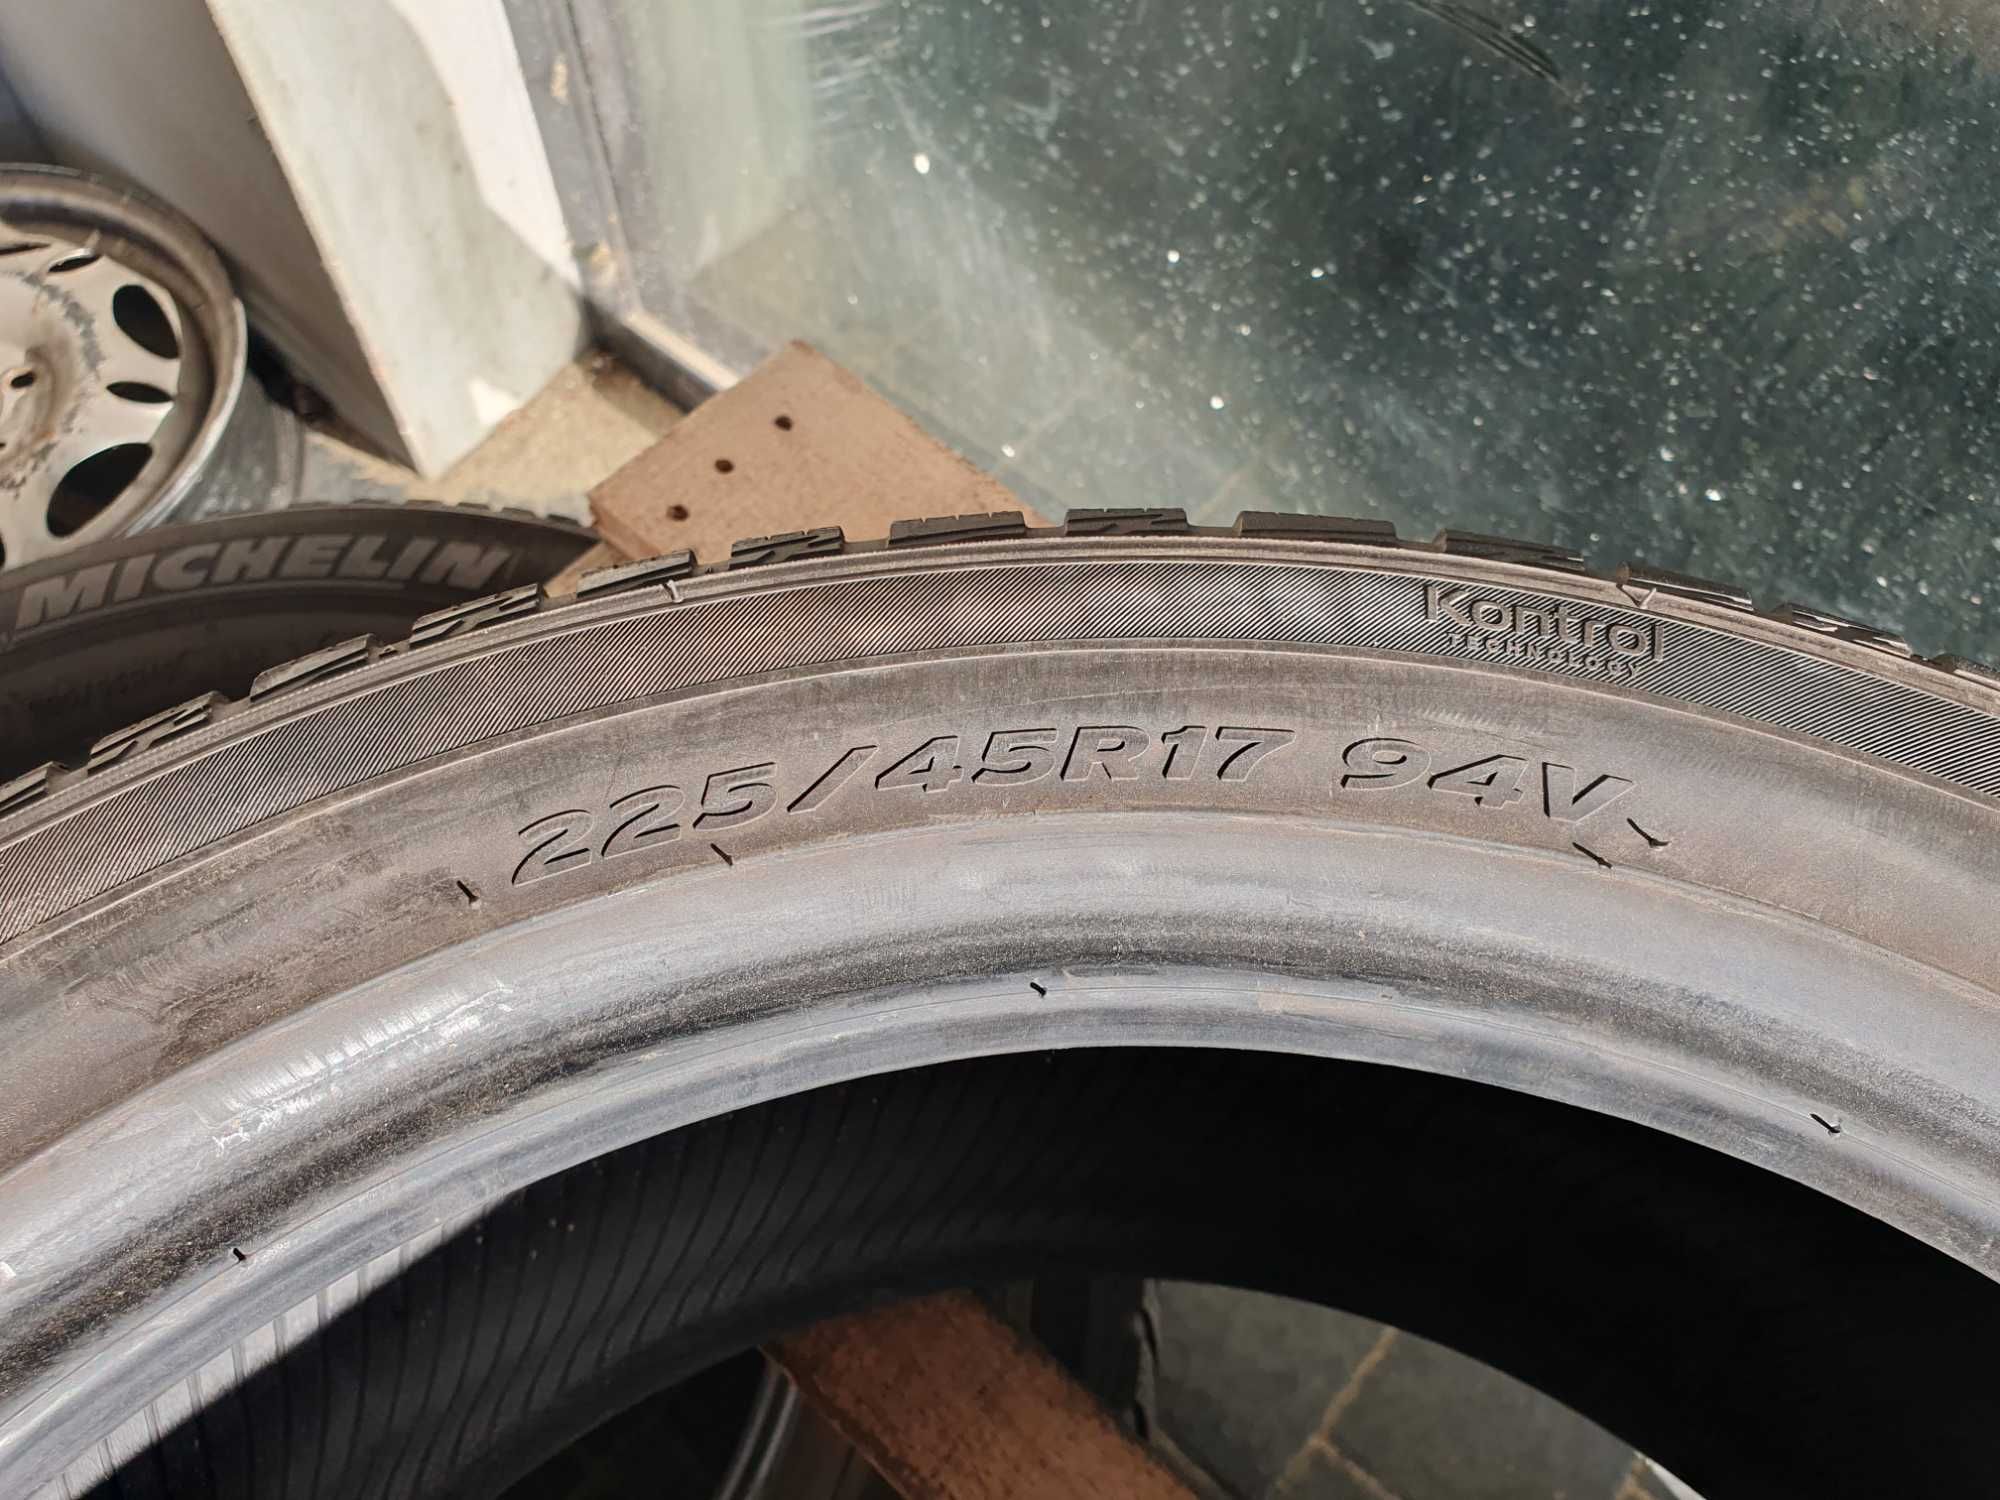 MICHELIN
Kontrol
TECHNOLOGY
225/45R17 94V